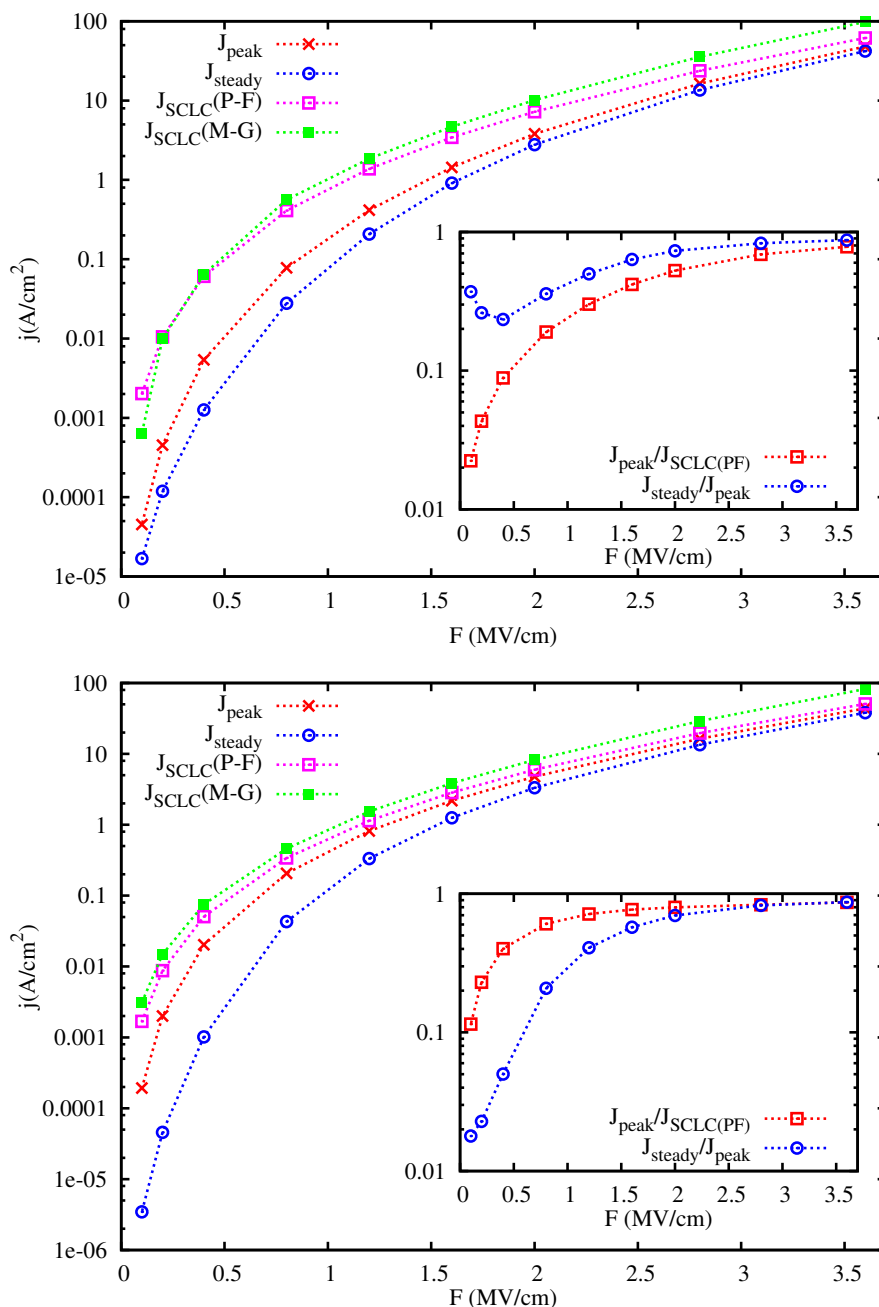 100
10
1
0.1
0.01
0.001
0.0001
1e-05
j(A/cm²)
J_peak
J_steady
J_SCLC(P-F)
J_SCLC(M-G)
0 0.5 1 1.5 2 2.5 3 3.5
F (MV/cm)
1
0.1
0.01
J_peak/J_SCLC(PF)
J_steady/J_peak
0 0.5 1 1.5 2 2.5 3 3.5
F (MV/cm)
100
10
1
0.1
0.01
0.001
0.0001
1e-05
1e-06
j(A/cm²)
J_peak
J_steady
J_SCLC(P-F)
J_SCLC(M-G)
0 0.5 1 1.5 2 2.5 3 3.5
F (MV/cm)
1
0.1
0.01
J_peak/J_SCLC(PF)
J_steady/J_peak
0 0.5 1 1.5 2 2.5 3 3.5
F (MV/cm)